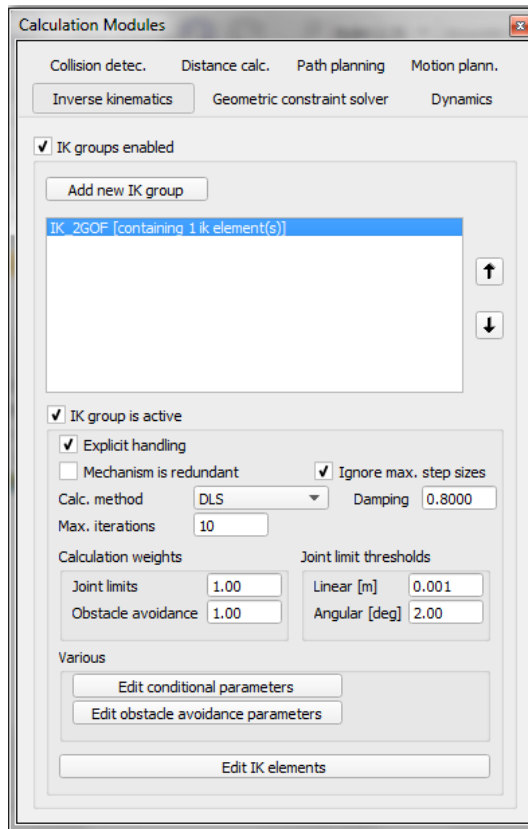 Calculation Modules
Collision detec. Distance calc. Path planning Motion plann.
Inverse kinematics Geometric constraint solver Dynamics
IK groups enabled
Add new IK group
IK_2GOF [containing 1 ik element(s)]
IK group is active
Explicit handling
Mechanism is redundant Ignore max. step sizes
Calc. method DLS Damping 0.8000
Max. iterations 10
Calculation weights Joint limit thresholds
Joint limits 1.00 Linear [m] 0.001
Obstacle avoidance 1.00 Angular [deg] 2.00
Various
Edit conditional parameters
Edit obstacle avoidance parameters
Edit IK elements